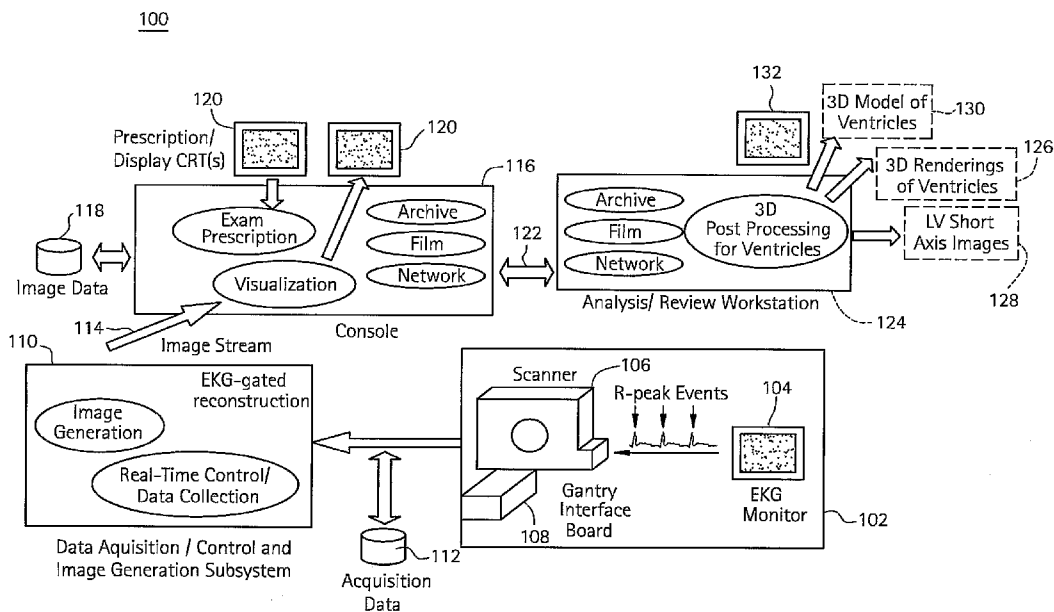 100
120
Prescription/
Display CRT(s)
120
116
118
Image Data
Exam
Prescription
Visualization
Archive
Film
Network
Console
114
Image Stream
122
132
3D Model of
Ventricles
130
126
3D Renderings
of Ventricles
LV Short
Axis Images
128
Archive
Film
Network
3D
Post Processing
for Ventricles
Analysis/ Review Workstation
124
110
EKG-gated
reconstruction
Image
Generation
Real-Time Control/
Data Collection
Data Aquisition / Control and
Image Generation Subsystem
112
Acquisition
Data
Scanner
106
R-peak Events
104
EKG
Monitor
Gantry
Interface
Board
108
102